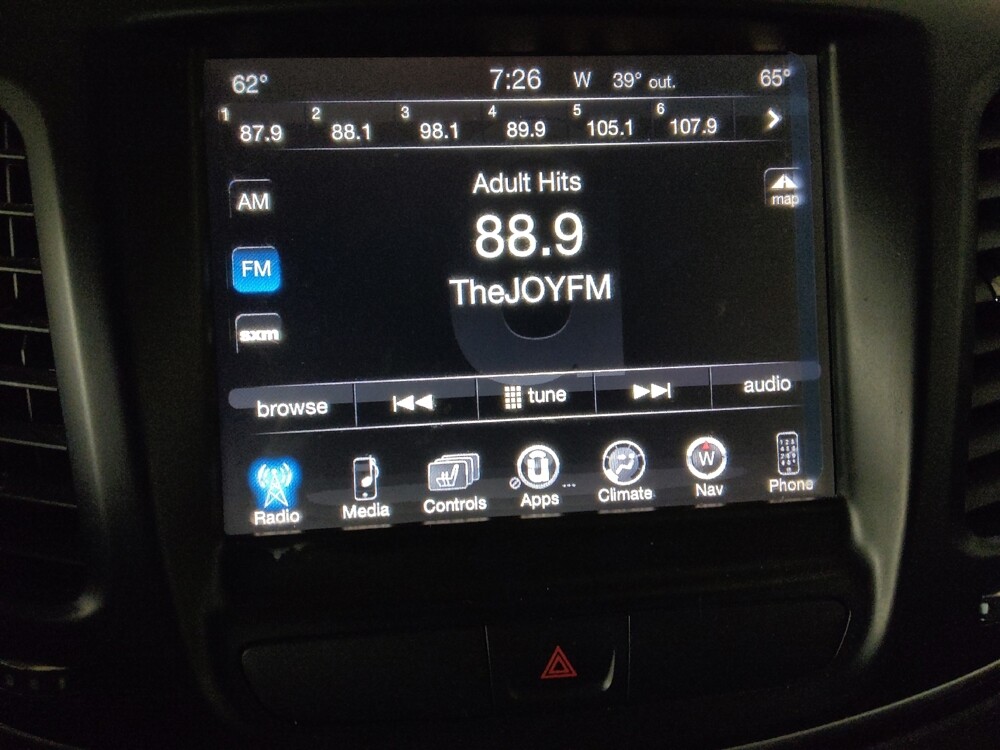 62° 7:26 W 39° out. 65°
1 87.9 2 88.1 3 98.1 4 89.9 5 105.1 6 107.9
Adult Hits
AM
map
88.9
FM
TheJOYFM
sxm
browse tune audio
Radio Media Controls Apps Climate W Nav Phone